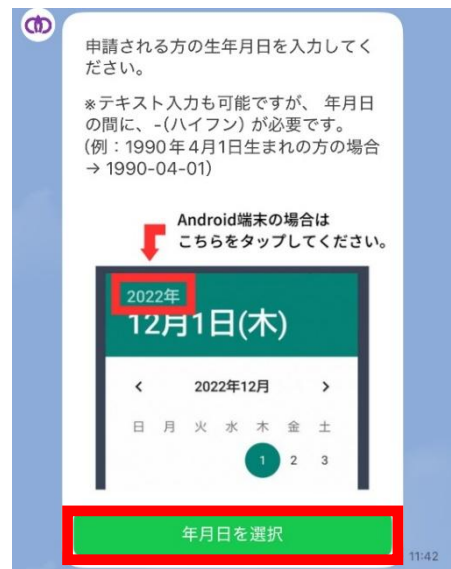 申請される方の生年月日を入力してく
ださい。
※テキスト入力も可能ですが、 年月日
の間に、-(ハイフン) が必要です。
(例：1990年4月1日生まれの方の場合
→ 1990-04-01)
Android端末の場合は
こちらをタップしてください。
2022年
12月1日(木)
< 2022年12月 >
日 月 火 水 木 金 土
1 2 3
年月日を選択
11:42